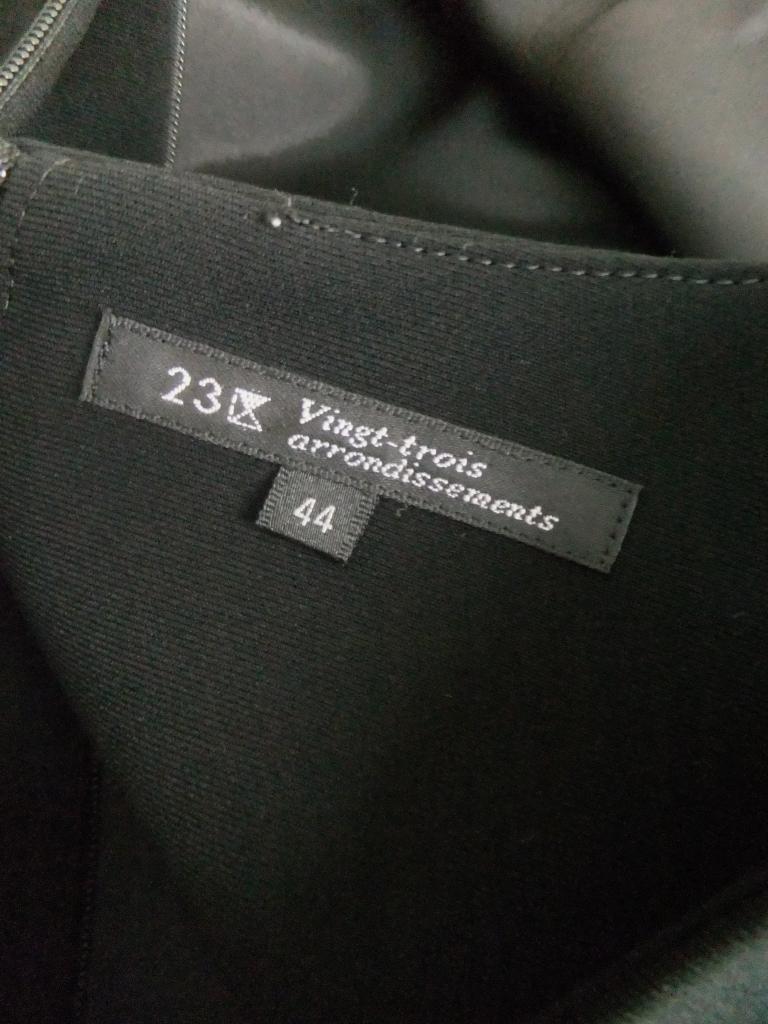 23区 Vingt-trois
arrondissements
44